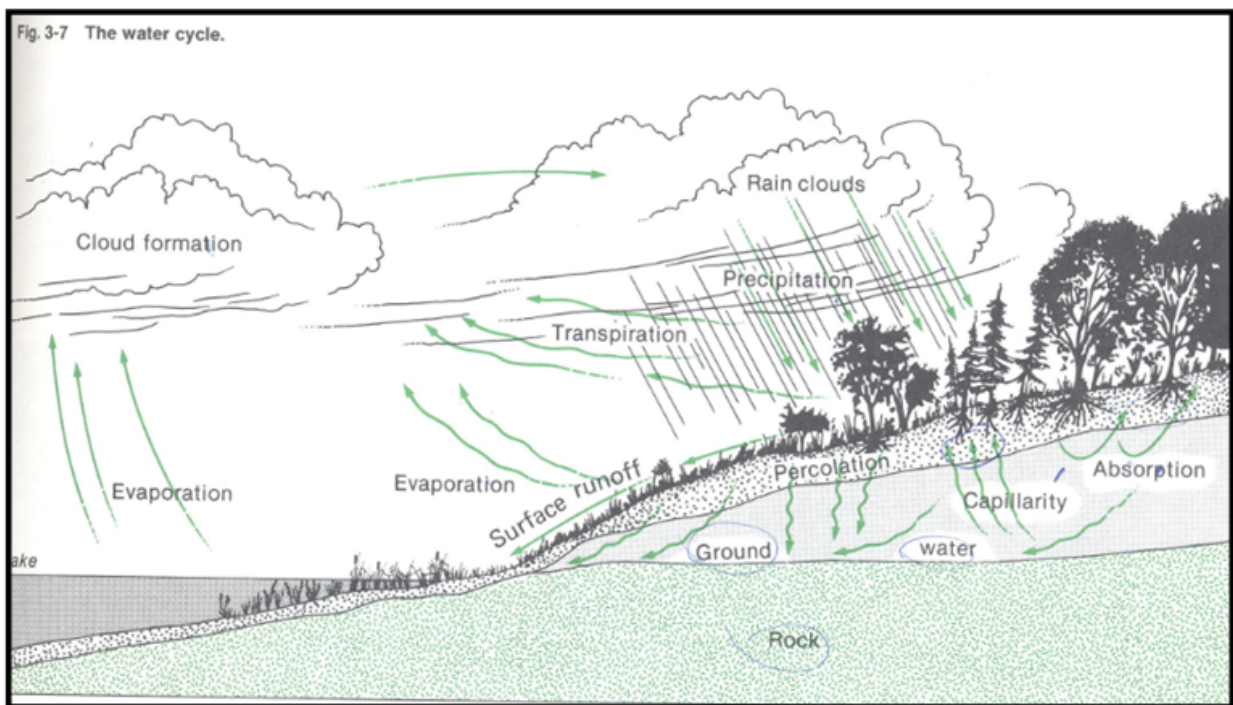 Fig. 3-7 The water cycle.
Rain clouds
Cloud formation
Precipitation
Transpiration
Evaporation
Evaporation
Surface runoff
Percolation
Absorption
Capillarity
Ground water
ake
Rock